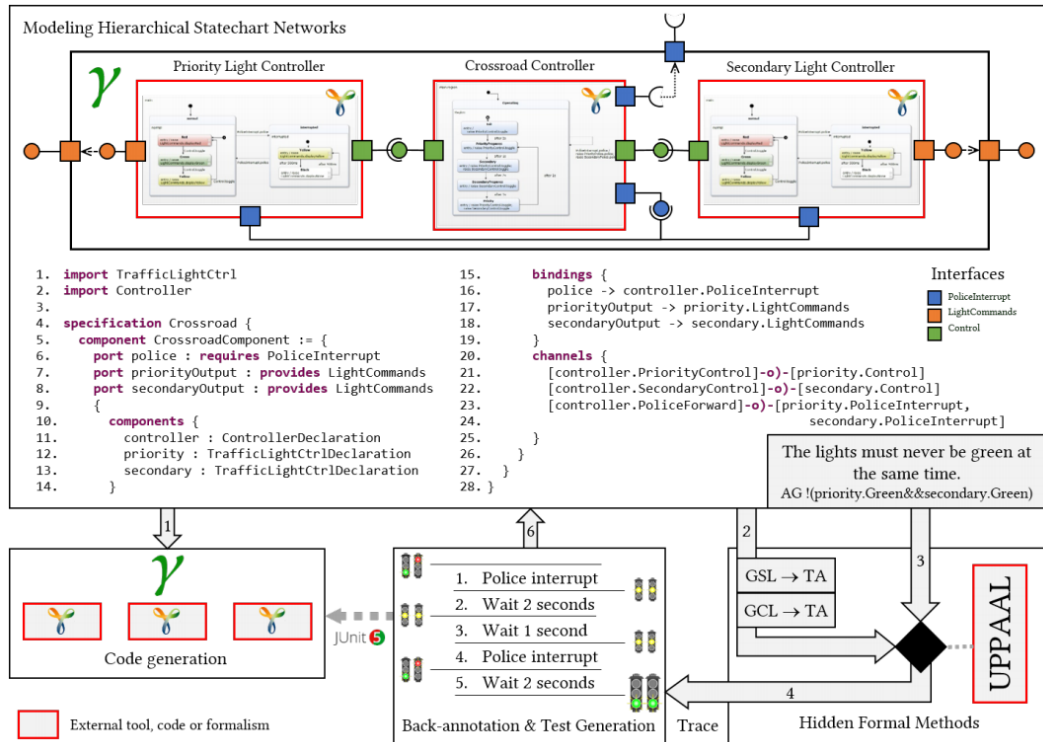 Modeling Hierarchical Statechart Networks
γ
Priority Light Controller
Crossroad Controller
Secondary Light Controller
1. import TrafficLightCtrl
2. import Controller
3.
4. specification Crossroad {
5. component CrossroadComponent := {
6. port police : requires PoliceInterrupt
7. port priorityOutput : provides LightCommands
8. port secondaryOutput : provides LightCommands
9. {
10. components {
11. controller : ControllerDeclaration
12. priority : TrafficLightCtrlDeclaration
13. secondary : TrafficLightCtrlDeclaration
14. }
15. bindings {
16. police -> controller.PoliceInterrupt
17. priorityOutput -> priority.LightCommands
18. secondaryOutput -> secondary.LightCommands
19. }
20. channels {
21. [controller.PriorityControl]-o)-[priority.Control]
22. [controller.SecondaryControl]-o)-[secondary.Control]
23. [controller.PoliceForward]-o)-[priority.PoliceInterrupt,
24. secondary.PoliceInterrupt]
25. }
26. }
27. }
28. }
Interfaces
PoliceInterrupt
LightCommands
Control
The lights must never be green at
the same time.
AG !(priority.Green&&secondary.Green)
1
6
2
3
γ
Code generation
JUnit 5
1. Police interrupt
2. Wait 2 seconds
3. Wait 1 second
4. Police interrupt
5. Wait 2 seconds
Back-annotation & Test Generation
Trace
4
GSL → TA
GCL → TA
UPPAAL
Hidden Formal Methods
External tool, code or formalism